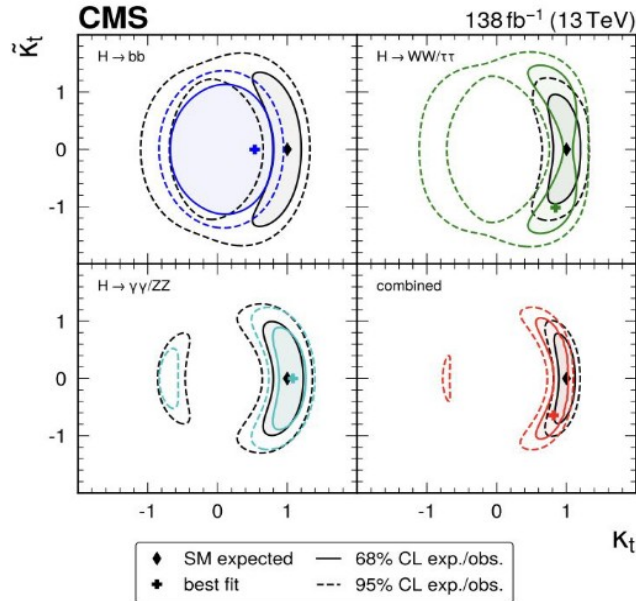 CMS 138 fb⁻¹ (13 TeV)
κ̃ₜ
H → bb
H → WW/ττ
1
0
-1
H → γγ/ZZ
combined
1
0
-1
-1 0 1 -1 0 1
κₜ
SM expected 68% CL exp./obs.
best fit 95% CL exp./obs.